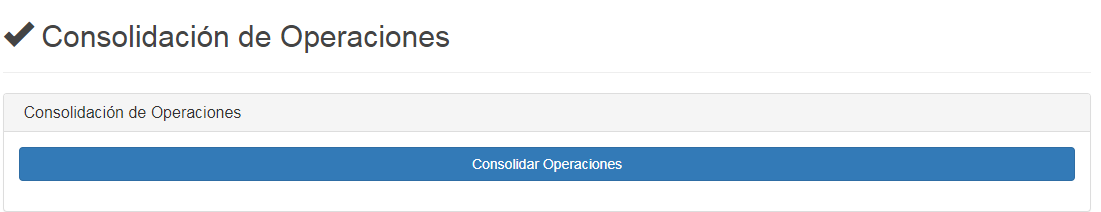 Consolidación de Operaciones
Consolidación de Operaciones
Consolidar Operaciones